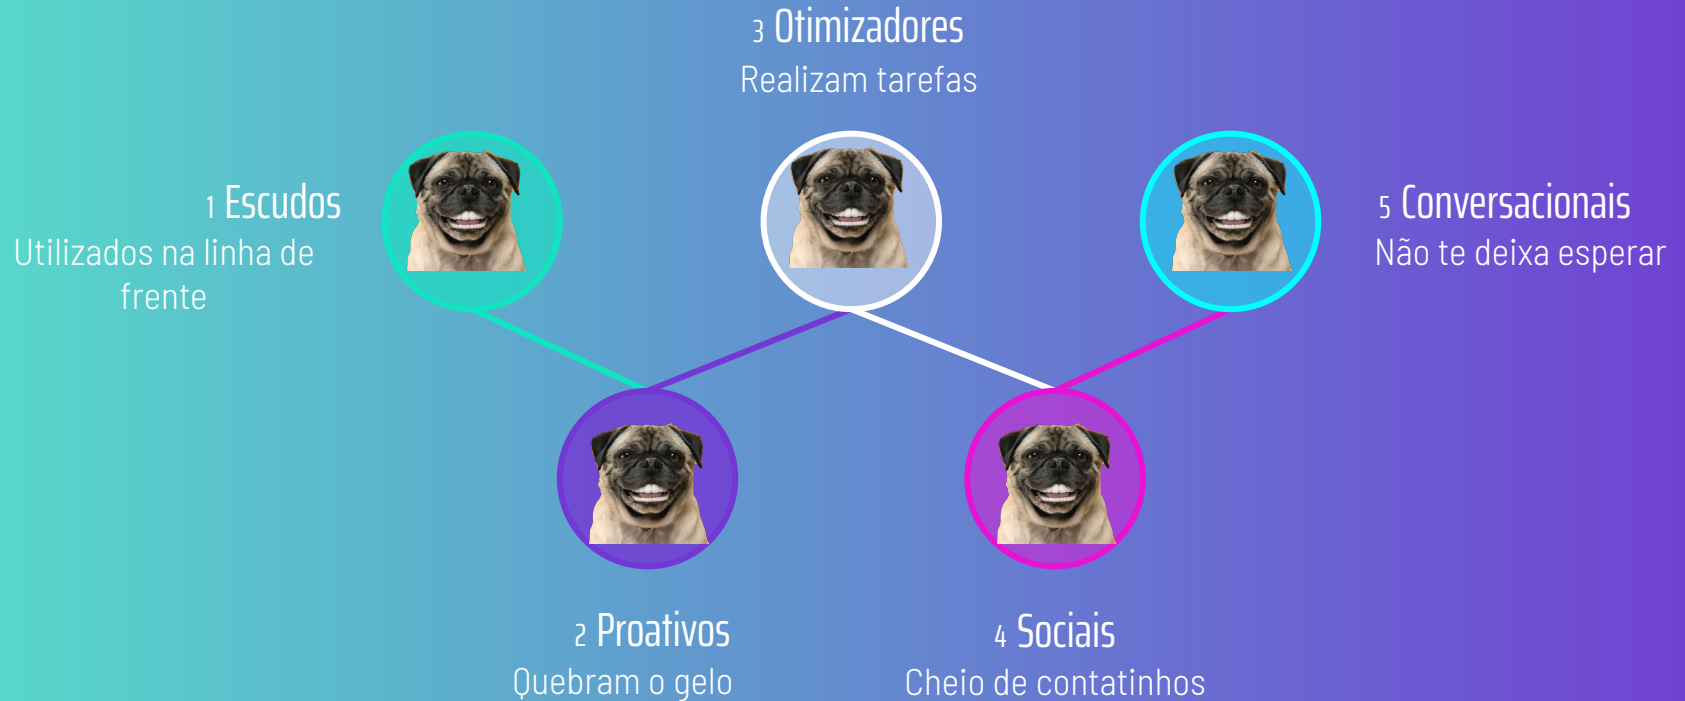 1 Escudos
Utilizados na linha de
frente
2 Proativos
Quebram o gelo
3 Otimizadores
Realizam tarefas
4 Sociais
Cheio de contatinhos
5 Conversacionais
Não te deixa esperar